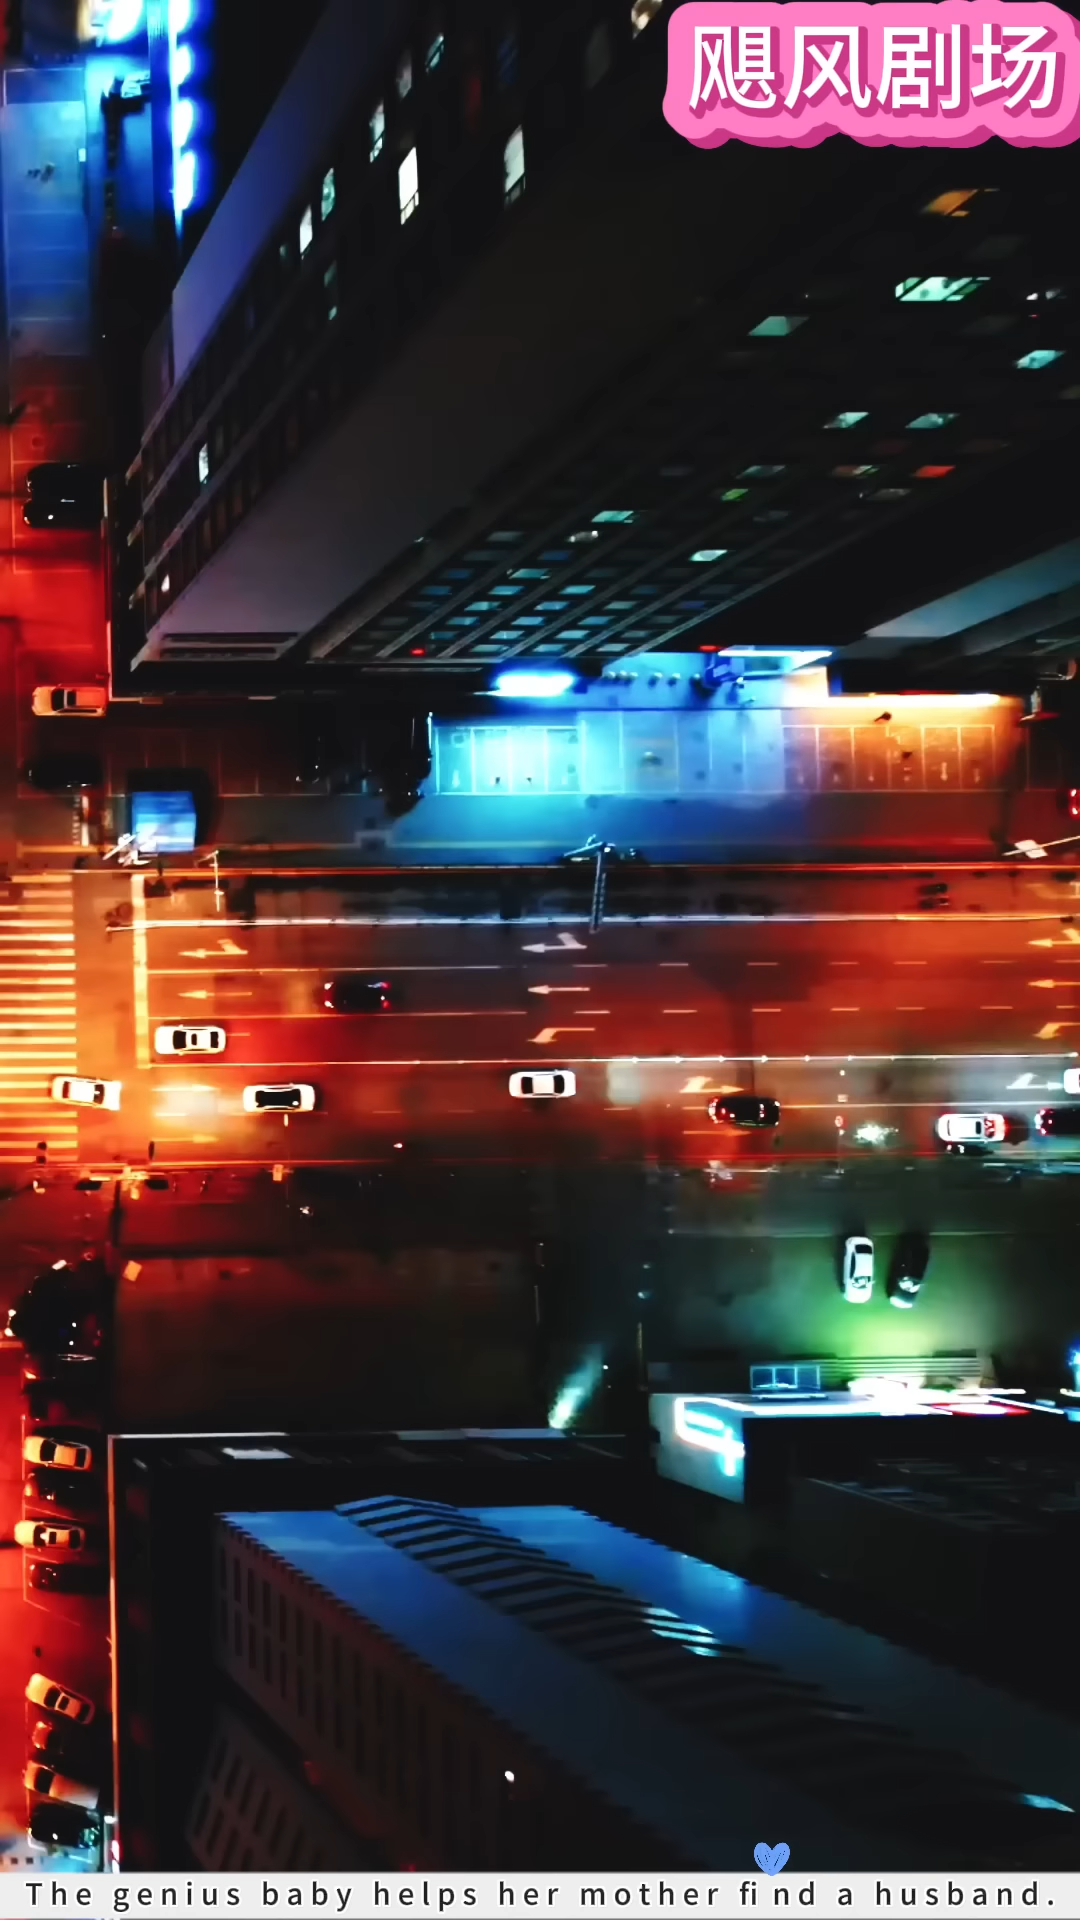 飓风剧场
The genius baby helps her mother find a husband.